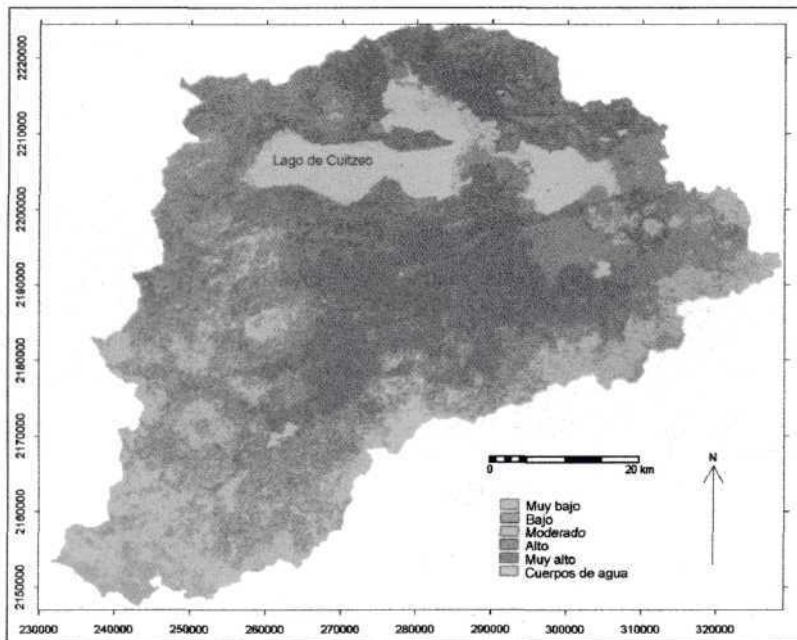 2220000
2210000
2200000
2190000
2180000
2170000
2160000
2150000
Lago de Cuitzeo
0 20 km
N
Muy bajo
Bajo
Moderado
Alto
Muy alto
Cuerpos de agua
230000 240000 250000 260000 270000 280000 290000 300000 310000 320000